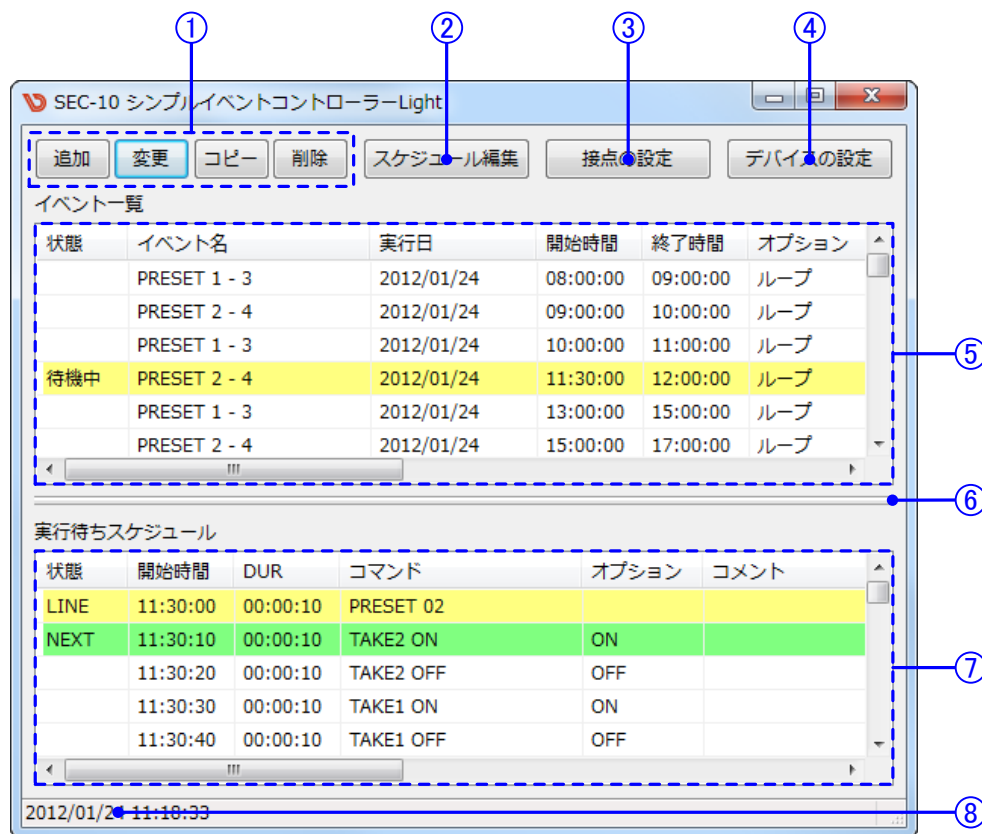 ① ② ③ ④
SEC-10 シンプルイベントコントローラーLight
追加 変更 コピー 削除 スケジュール編集 接点の設定 デバイスの設定
イベント一覧
状態 イベント名 実行日 開始時間 終了時間 オプション
PRESET 1 - 3 2012/01/24 08:00:00 09:00:00 ループ
PRESET 2 - 4 2012/01/24 09:00:00 10:00:00 ループ
PRESET 1 - 3 2012/01/24 10:00:00 11:00:00 ループ
⑤
待機中 PRESET 2 - 4 2012/01/24 11:30:00 12:00:00 ループ
PRESET 1 - 3 2012/01/24 13:00:00 15:00:00 ループ
PRESET 2 - 4 2012/01/24 15:00:00 17:00:00 ループ
⑥
実行待ちスケジュール
状態 開始時間 DUR コマンド オプション コメント
LINE 11:30:00 00:00:10 PRESET 02
NEXT 11:30:10 00:00:10 TAKE2 ON ON
11:30:20 00:00:10 TAKE2 OFF OFF
⑦
11:30:30 00:00:10 TAKE1 ON ON
11:30:40 00:00:10 TAKE1 OFF OFF
2012/01/24 11:18:33 ⑧